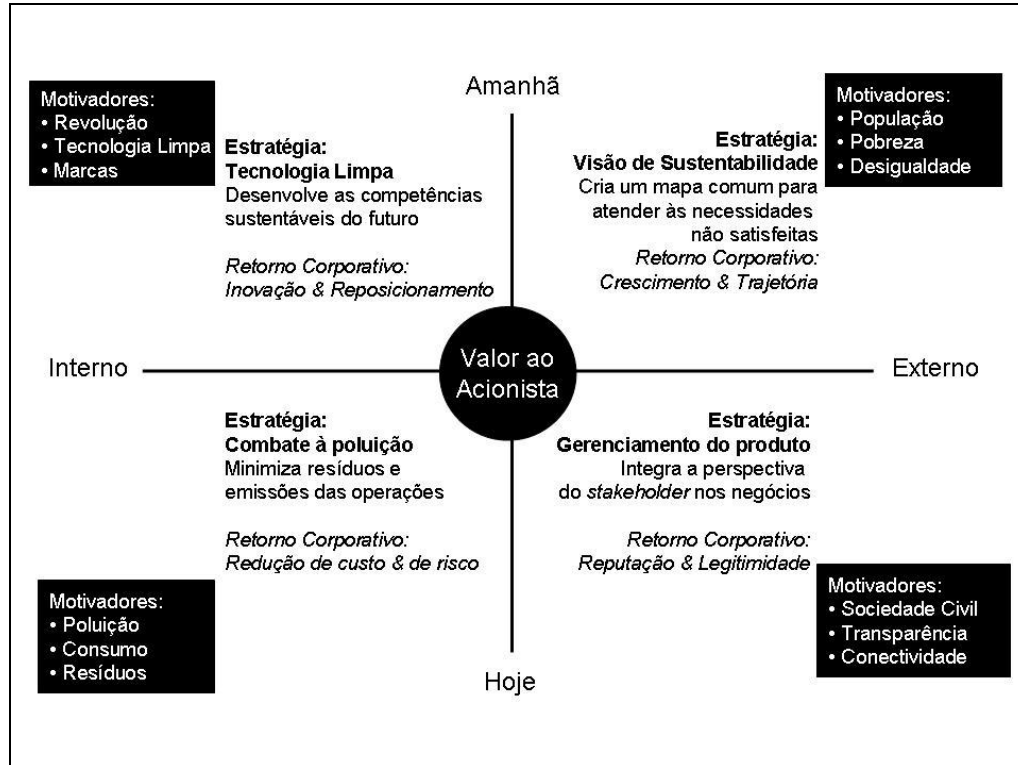 Amanhã
Motivadores:
• Revolução
• Tecnologia Limpa
• Marcas
Estratégia:
Tecnologia Limpa
Desenvolve as competências
sustentáveis do futuro
Retorno Corporativo:
Inovação & Reposicionamento
Motivadores:
• População
• Pobreza
• Desigualdade
Estratégia:
Visão de Sustentabilidade
Cria um mapa comum para
atender às necessidades
não satisfeitas
Retorno Corporativo:
Crescimento & Trajetória
Interno
Valor ao
Acionista
Externo
Estratégia:
Combate à poluição
Minimiza resíduos e
emissões das operações
Retorno Corporativo:
Redução de custo & de risco
Motivadores:
• Poluição
• Consumo
• Resíduos
Estratégia:
Gerenciamento do produto
Integra a perspectiva
do stakeholder nos negócios
Retorno Corporativo:
Reputação & Legitimidade
Motivadores:
• Sociedade Civil
• Transparência
• Conectividade
Hoje